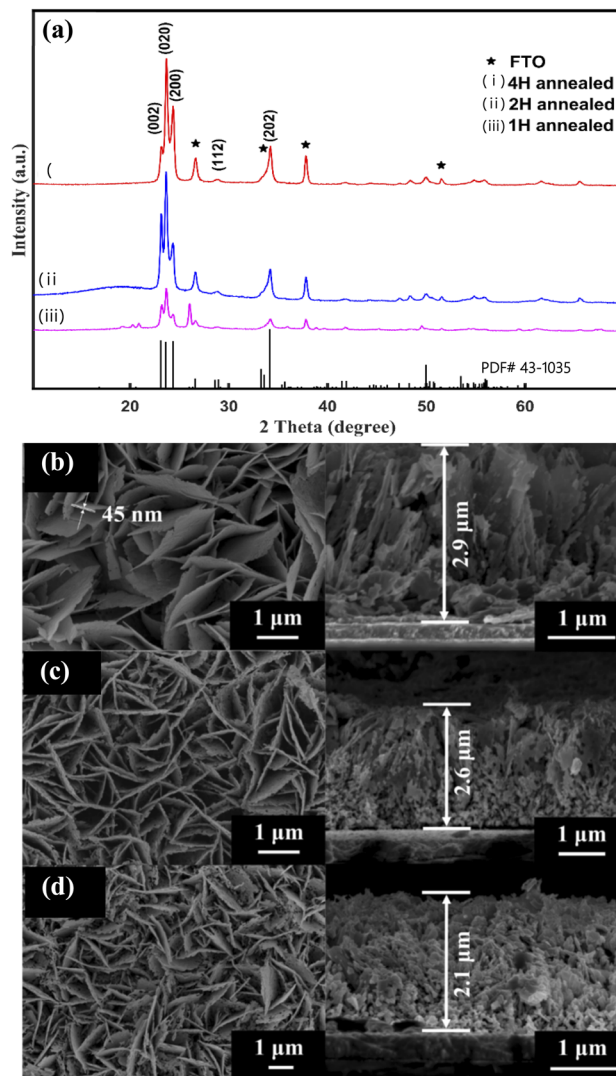 (a)
(020)
(200)
(002)
★ FTO
(i) 4H annealed
(ii) 2H annealed
(iii) 1H annealed
★
(112)
★
(202)
★
★
(
(ii)
(iii)
PDF# 43-1035
Intensity (a.u.)
20 30 40 50 60
2 Theta (degree)
(b)
45 nm
1 μm
2.9 μm
1 μm
(c)
1 μm
2.6 μm
1 μm
(d)
1 μm
2.1 μm
1 μm